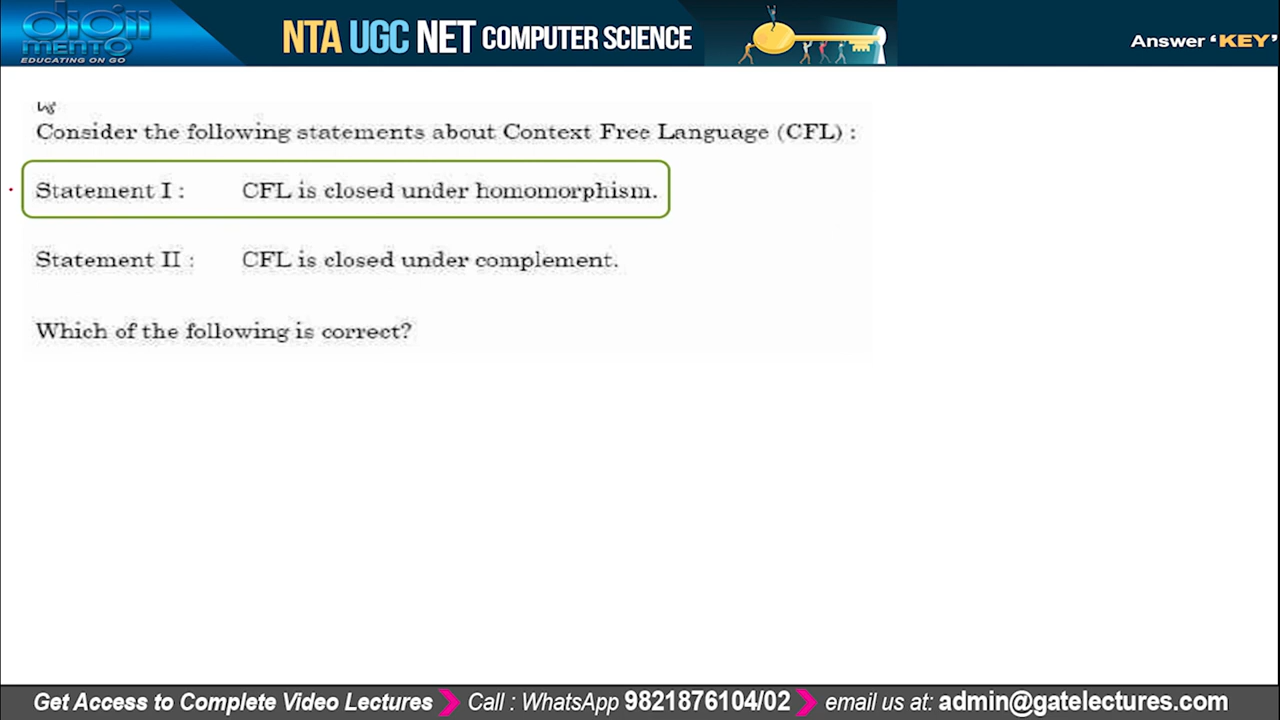 digii
MENTO
EDUCATING ON GO
NTA UGC NET COMPUTER SCIENCE
Answer ‘KEY’
Consider the following statements about Context Free Language (CFL) :
Statement I : CFL is closed under homomorphism.
Statement II : CFL is closed under complement.
Which of the following is correct?
Get Access to Complete Video Lectures Call : WhatsApp 9821876104/02 email us at: admin@gatelectures.com